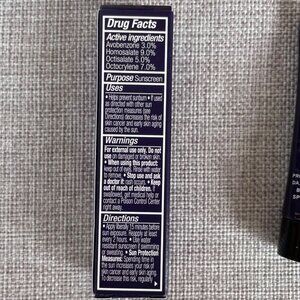 Drug Facts
Active ingredients
Avobenzone 3.0%
Homosalate 9.0%
Octisalate 5.0%
Octocrylene 7.0%
Purpose Sunscreen
Uses
• Helps prevent sunburn • If used
as directed with other sun
protection measures (see
Directions) decreases the risk of
skin cancer and early skin aging
caused by the sun.
Warnings
For external use only. Do not
use on damaged or broken skin.
• When using this product:
keep out of eyes. Rinse with water
to remove. • Stop use and ask a
doctor if: rash occurs. • Keep
out of reach of children. If
swallowed, get medical help or
contact a Poison Control Center
right away.
Directions
• Apply liberally 15 minutes before
sun exposure. Reapply at least
every 2 hours. • Use water
resistant sunscreen if swimming
or sweating. • Sun Protection
Measures: Spending time in
the sun increases your risk of
skin cancer and early skin aging.
To decrease this risk, regularly